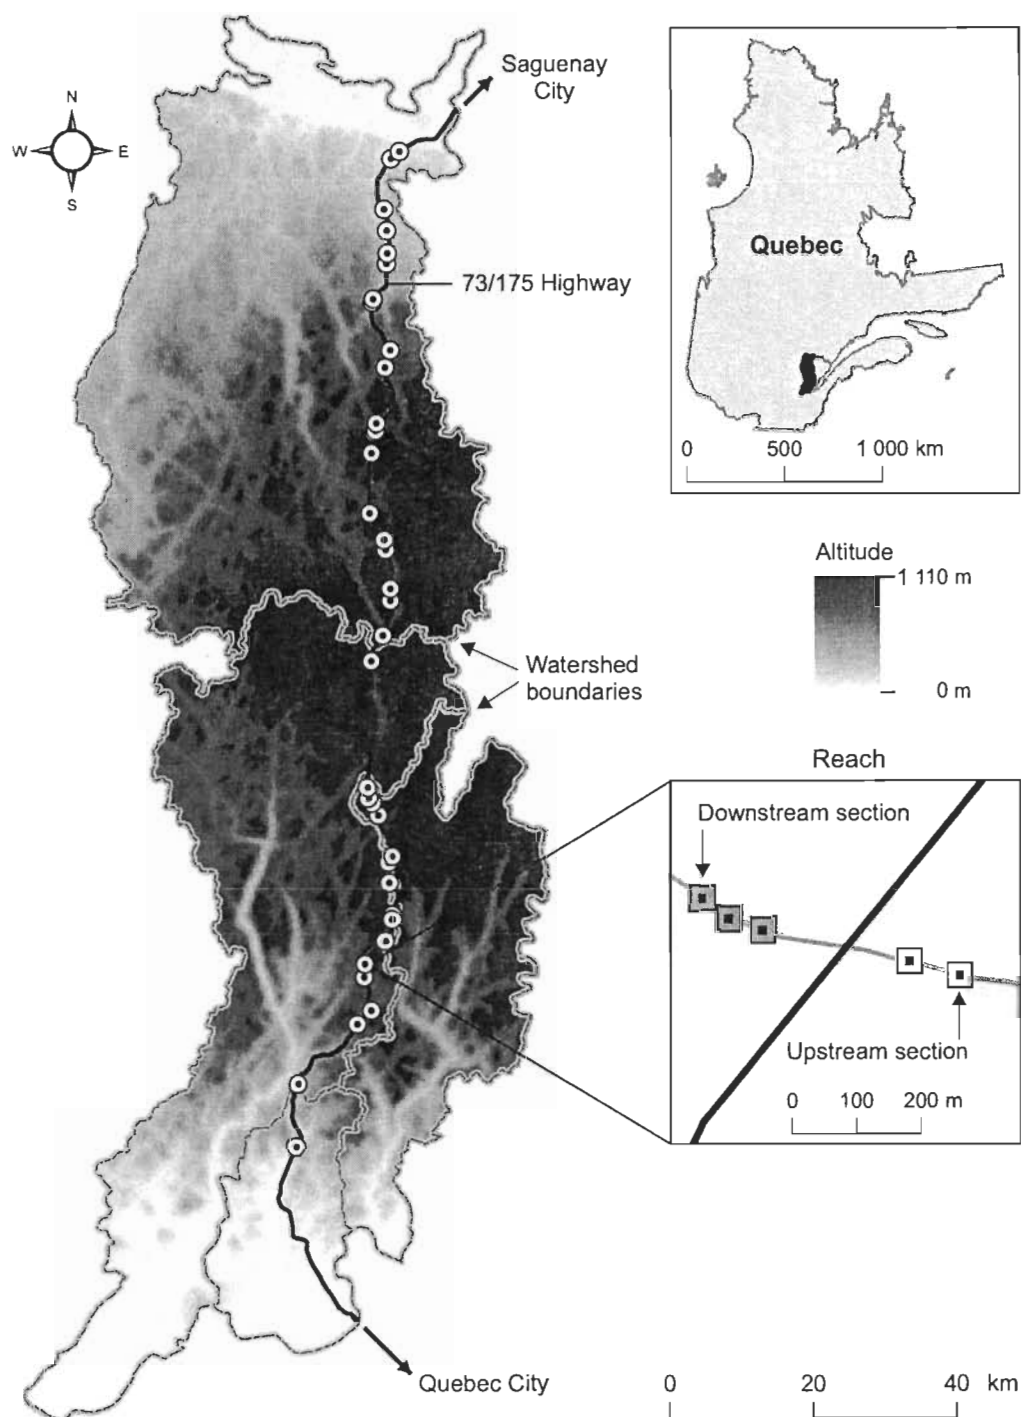 Saguenay
City
N
W
E
S
73/175 Highway
Quebec
0
500
1 000 km
Altitude
1 110 m
0 m
Watershed
boundaries
Reach
Downstream section
Upstream section
0
100
200 m
Quebec City
0
20
40
km